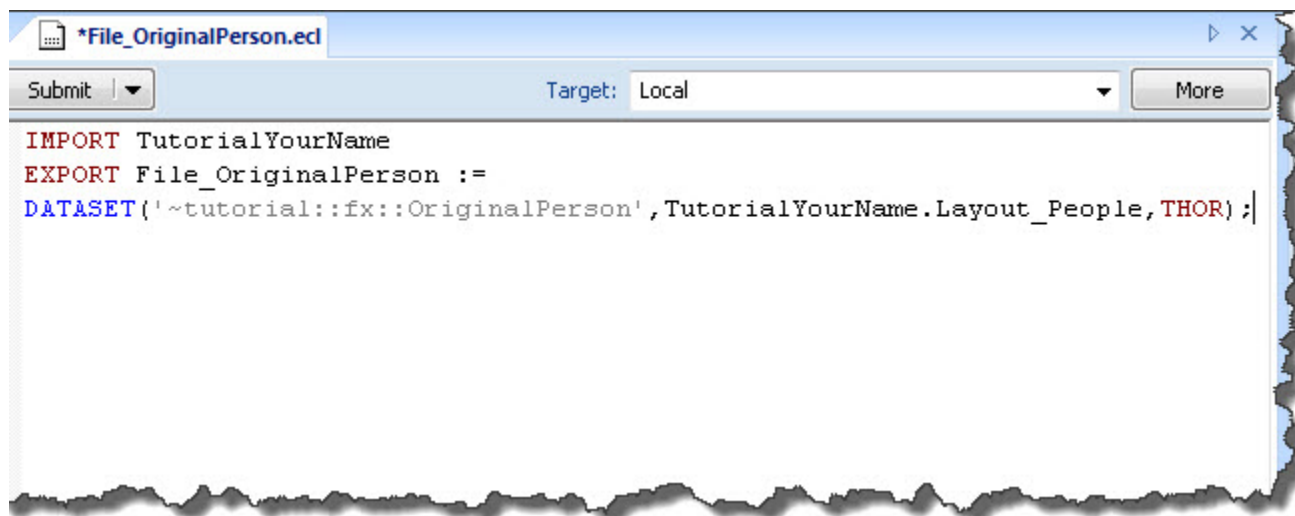 *File_OriginalPerson.ecl
Submit Target: Local More
IMPORT TutorialYourName
EXPORT File_OriginalPerson :=
DATASET('~tutorial::fx::OriginalPerson',TutorialYourName.Layout_People,THOR);